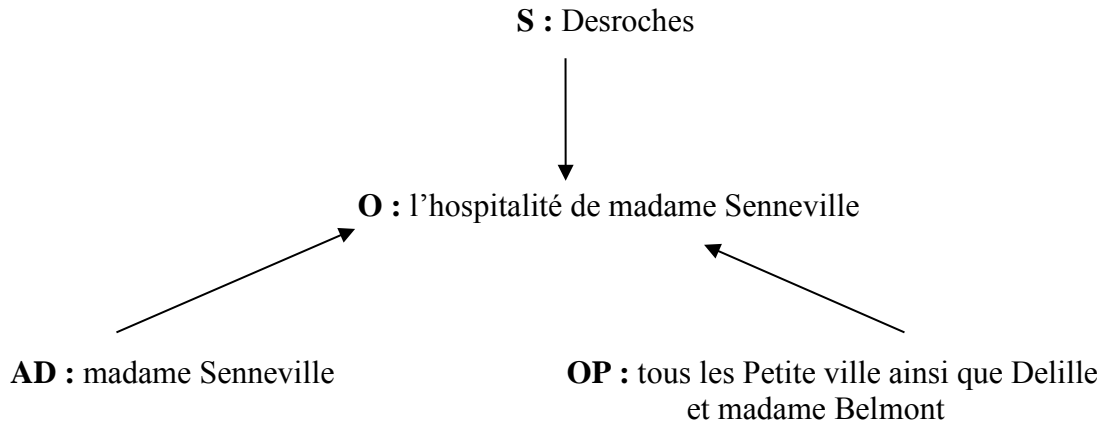 S : Desroches
O : l’hospitalité de madame Senneville
AD : madame Senneville
OP : tous les Petite ville ainsi que Delille
et madame Belmont